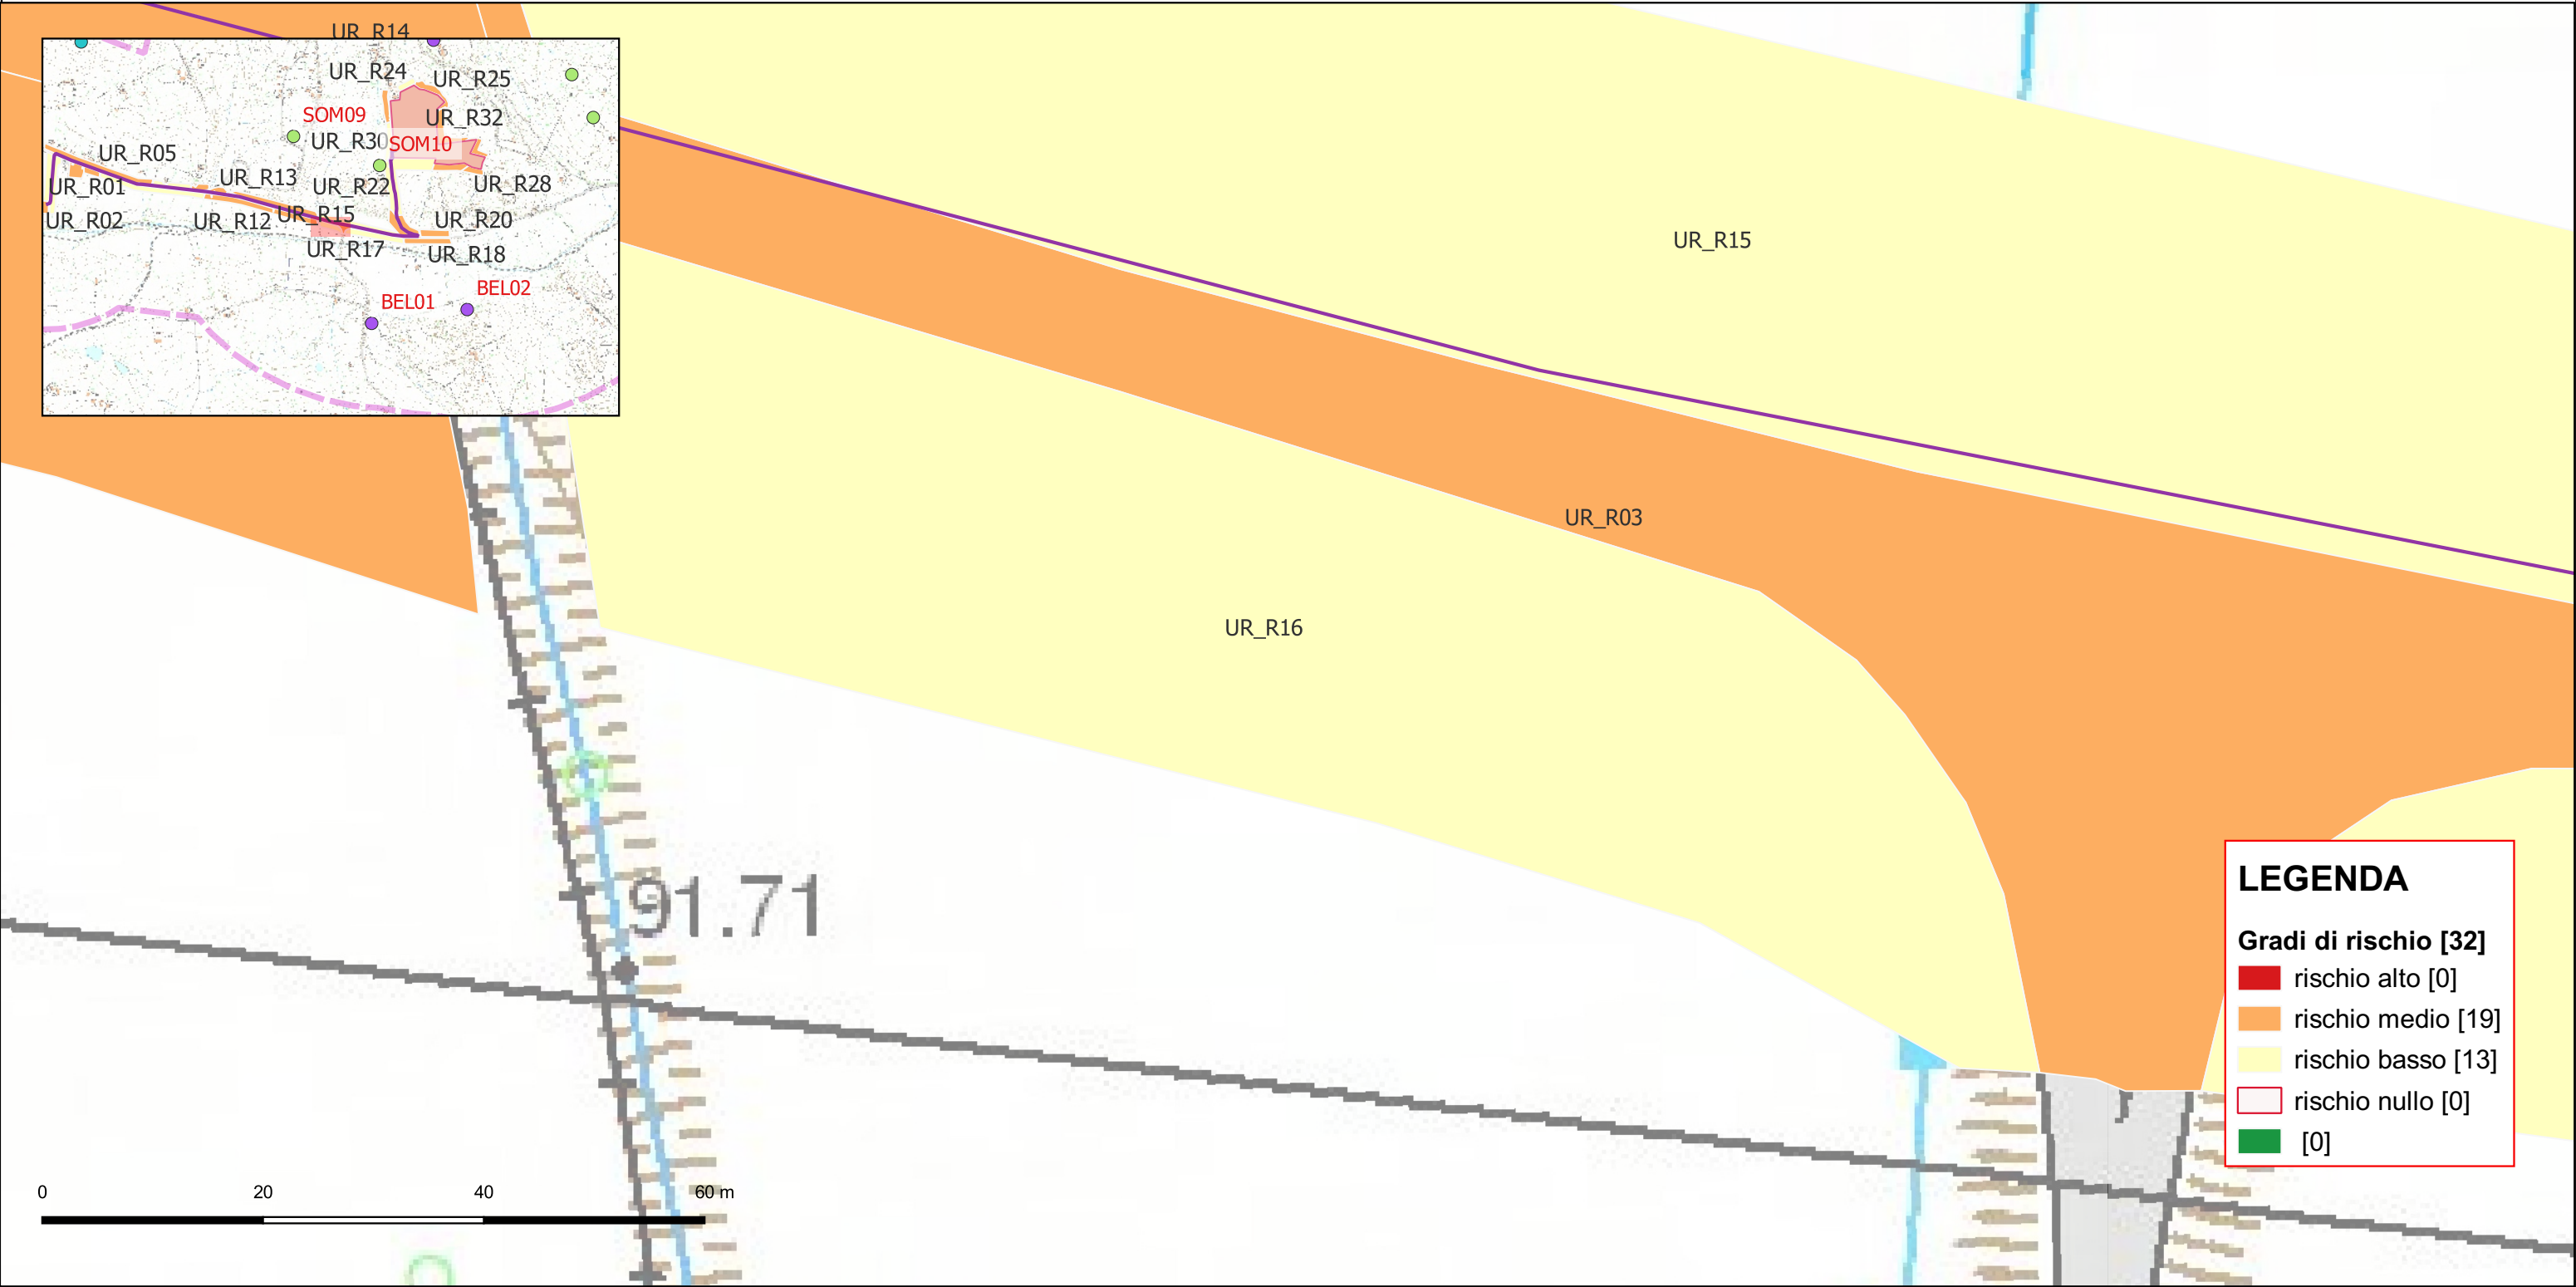 UR_R14
UR_R24
UR_R25
SOM09
UR_R32
UR_R30
SOM10
UR_R05
UR_R13
UR_R01
UR_R22
UR_R28
UR_R02
UR_R12
UR_R15
UR_R20
UR_R17
UR_R18
BEL02
BEL01
UR_R15
UR_R03
UR_R16
91.71
LEGENDA
Gradi di rischio [32]
rischio alto [0]
rischio medio [19]
rischio basso [13]
rischio nullo [0]
[0]
0 20 40 60 m